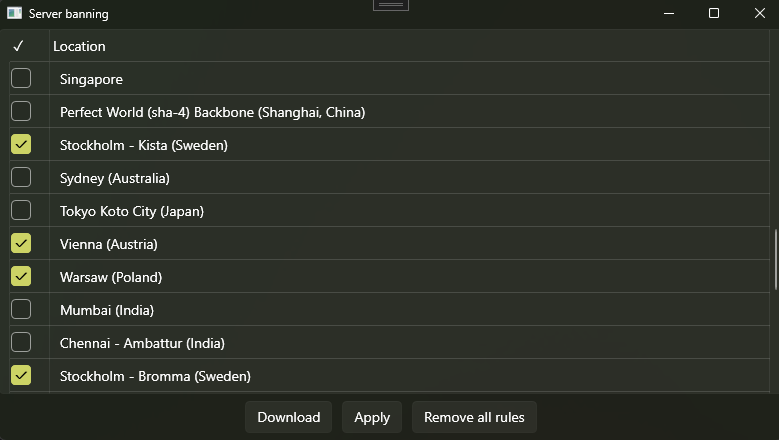 Server banning
✓ Location
Singapore
Perfect World (sha-4) Backbone (Shanghai, China)
Stockholm - Kista (Sweden)
Sydney (Australia)
Tokyo Koto City (Japan)
Vienna (Austria)
Warsaw (Poland)
Mumbai (India)
Chennai - Ambattur (India)
Stockholm - Bromma (Sweden)
Download Apply Remove all rules